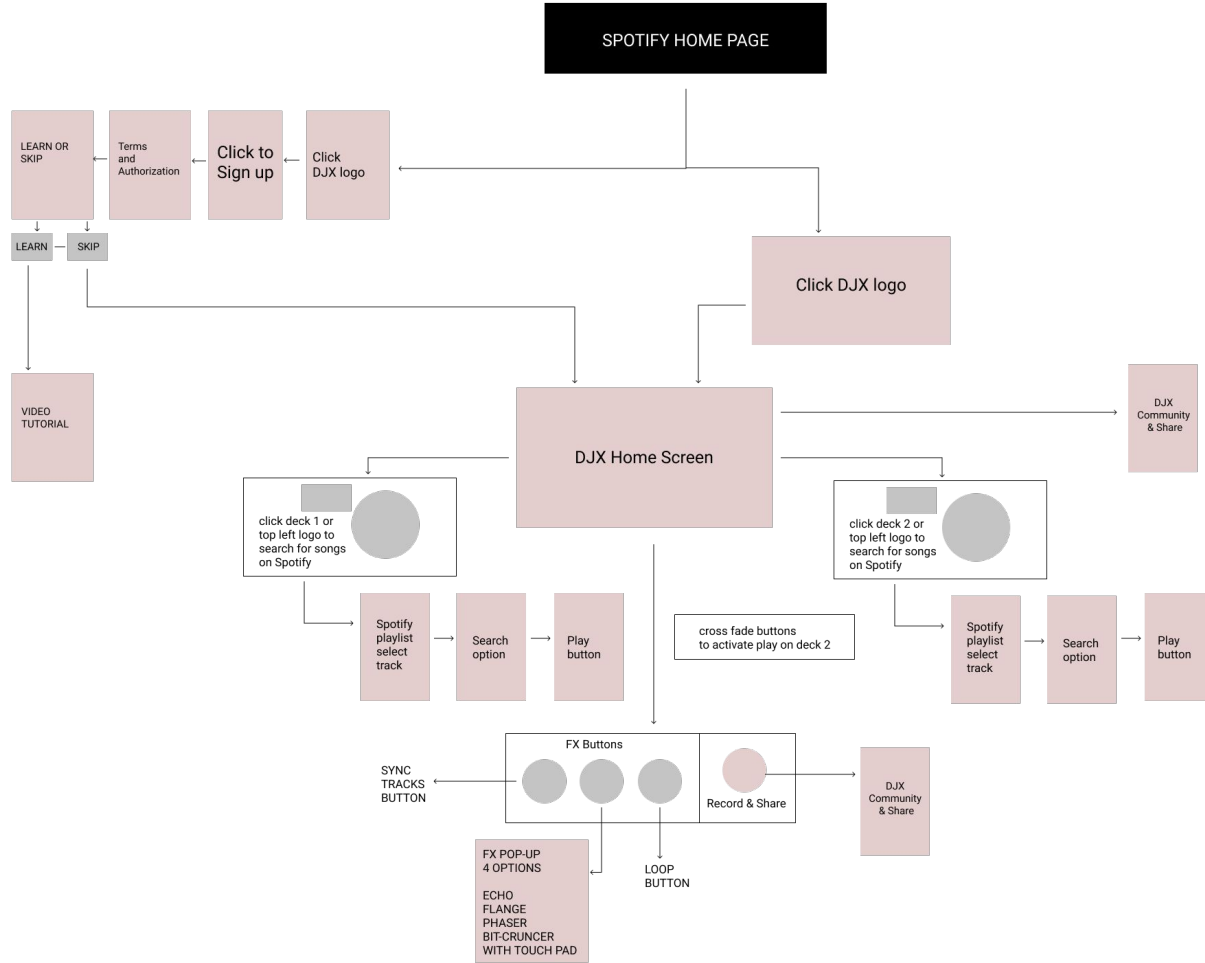 SPOTIFY HOME PAGE
LEARN OR
SKIP
Terms
and
Authorization
Click to
Sign up
Click
DJX logo
LEARN
SKIP
Click DJX logo
VIDEO
TUTORIAL
DJX Home Screen
DJX
Community
& Share
click deck 1 or
top left logo to
search for songs
on Spotify
click deck 2 or
top left logo to
search for songs
on Spotify
Spotify
playlist
select
track
Search
option
Play
button
cross fade buttons
to activate play on deck 2
Spotify
playlist
select
track
Search
option
Play
button
FX Buttons
SYNC
TRACKS
BUTTON
Record & Share
DJX
Community
& Share
FX POP-UP
4 OPTIONS
ECHO
FLANGE
PHASER
BIT-CRUNCER
WITH TOUCH PAD
LOOP
BUTTON